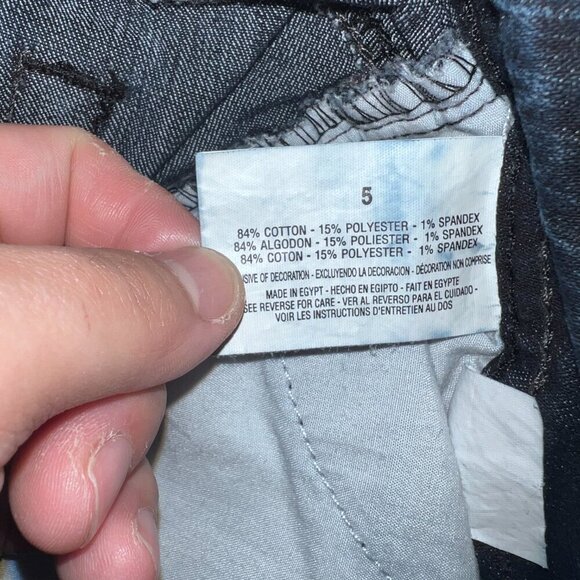 5
84% COTTON - 15% POLYESTER - 1% SPANDEX
84% ALGODON - 15% POLIESTER - 1% SPANDEX
84% COTON - 15% POLYESTER - 1% SPANDEX
OF DECORATION - EXCLUYENDO LA DECORACION - DÉCORATION NON COMPRISE
MADE IN EGYPT - HECHO EN EGIPTO - FAIT EN EGYPTE
SEE REVERSE FOR CARE - VER AL REVERSO PARA EL CUIDADO -
VOIR LES INSTRUCTIONS D'ENTRETIEN AU DOS